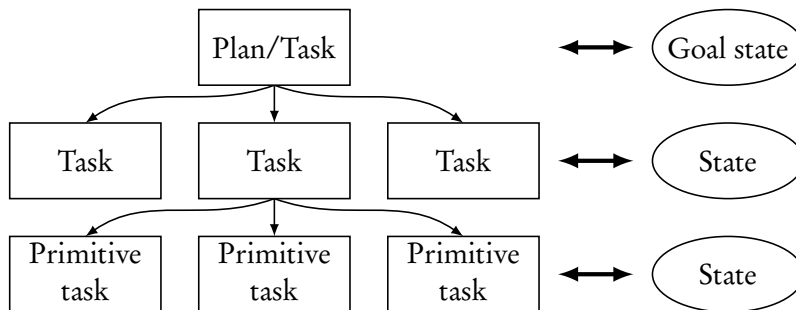 Plan/Task
Goal state
Task
Task
Task
State
Primitive
task
Primitive
task
Primitive
task
State